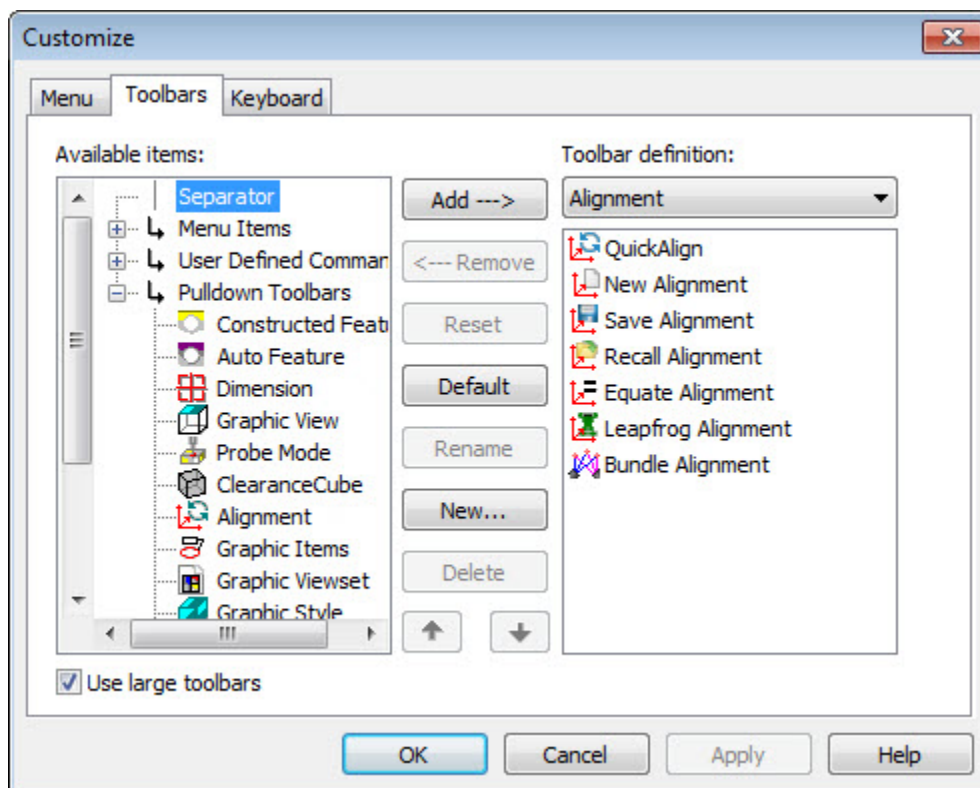 Customize
Menu Toolbars Keyboard
Available items:
Separator
Menu Items
User Defined Comman
Pulldown Toolbars
Constructed Feat
Auto Feature
Dimension
Graphic View
Probe Mode
ClearanceCube
Alignment
Graphic Items
Graphic Viewset
Graphic Style
Add --->
<--- Remove
Reset
Default
Rename
New...
Delete
Toolbar definition:
Alignment
QuickAlign
New Alignment
Save Alignment
Recall Alignment
Equate Alignment
Leapfrog Alignment
Bundle Alignment
Use large toolbars
OK Cancel Apply Help